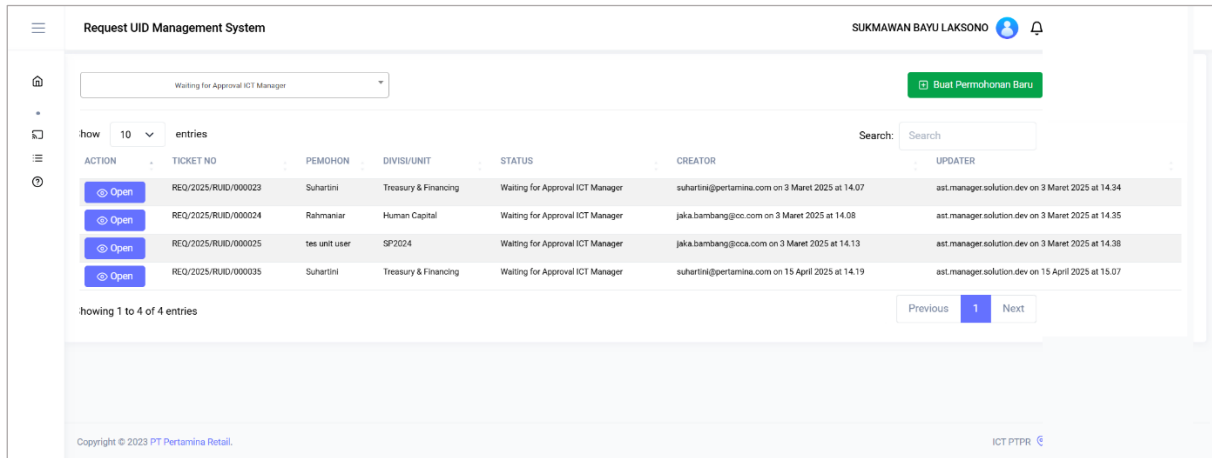 Request UID Management System SUKMAWAN BAYU LAKSONO
Waiting for Approval ICT Manager Buat Permohonan Baru
how 10 entries Search: Search
ACTION TICKET NO PEMOHON DIVISI/UNIT STATUS CREATOR UPDATER
Open REQ/2025/RUID/000023 Suhartini Treasury & Financing Waiting for Approval ICT Manager suhartini@pertamina.com on 3 Maret 2025 at 14.07 ast.manager.solution.dev on 3 Maret 2025 at 14.34
Open REQ/2025/RUID/000024 Rahmaniar Human Capital Waiting for Approval ICT Manager jaka.bambang@cc.com on 3 Maret 2025 at 14.08 ast.manager.solution.dev on 3 Maret 2025 at 14.35
Open REQ/2025/RUID/000025 tes unit user SP2024 Waiting for Approval ICT Manager jaka.bambang@cca.com on 3 Maret 2025 at 14.13 ast.manager.solution.dev on 3 Maret 2025 at 14.38
Open REQ/2025/RUID/000035 Suhartini Treasury & Financing Waiting for Approval ICT Manager suhartini@pertamina.com on 15 April 2025 at 14.19 ast.manager.solution.dev on 15 April 2025 at 15.07
howing 1 to 4 of 4 entries Previous 1 Next
Copyright © 2023 PT Pertamina Retail. ICT PTPR